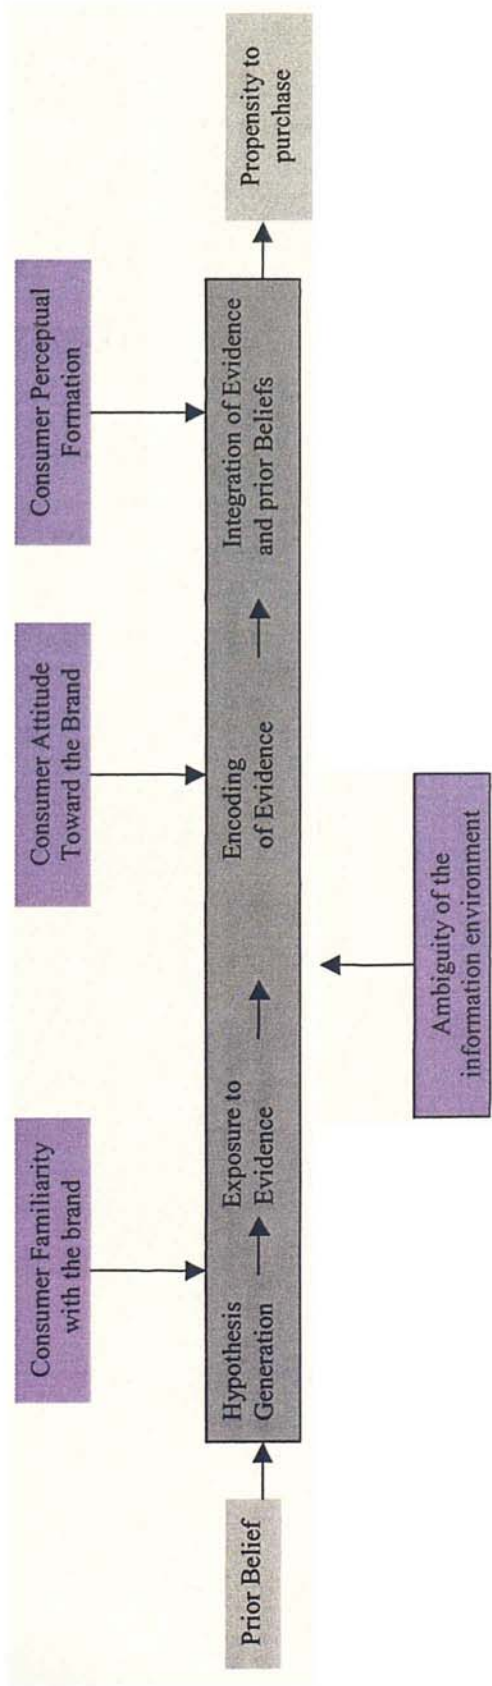 Consumer Familiarity
with the brand
Consumer Attitude
Toward the Brand
Consumer Perceptual
Formation
Prior Belief
Hypothesis
Generation
Exposure to
Evidence
Encoding
of Evidence
Integration of Evidence
and prior Beliefs
Propensity to
purchase
Ambiguity of the
information environment